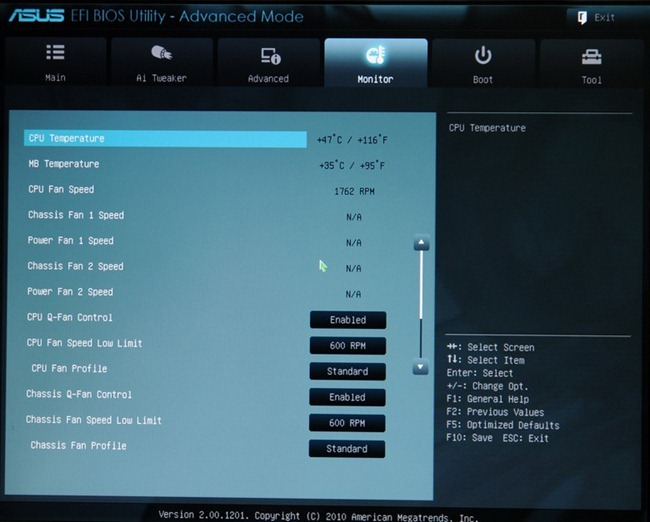 ASUS EFI BIOS Utility - Advanced Mode
Exit
Main
Ai Tweaker
Advanced
Monitor
Boot
Tool
CPU Temperature +47°C / +116°F
MB Temperature +35°C / +95°F
CPU Fan Speed 1762 RPM
Chassis Fan 1 Speed N/A
Power Fan 1 Speed N/A
Chassis Fan 2 Speed N/A
Power Fan 2 Speed N/A
CPU Q-Fan Control Enabled
CPU Fan Speed Low Limit 600 RPM
CPU Fan Profile Standard
Chassis Q-Fan Control Enabled
Chassis Fan Speed Low Limit 600 RPM
Chassis Fan Profile Standard
CPU Temperature
→←: Select Screen
↑↓: Select Item
Enter: Select
+/-: Change Opt.
F1: General Help
F2: Previous Values
F5: Optimized Defaults
F10: Save ESC: Exit
Version 2.00.1201. Copyright (C) 2010 American Megatrends, Inc.